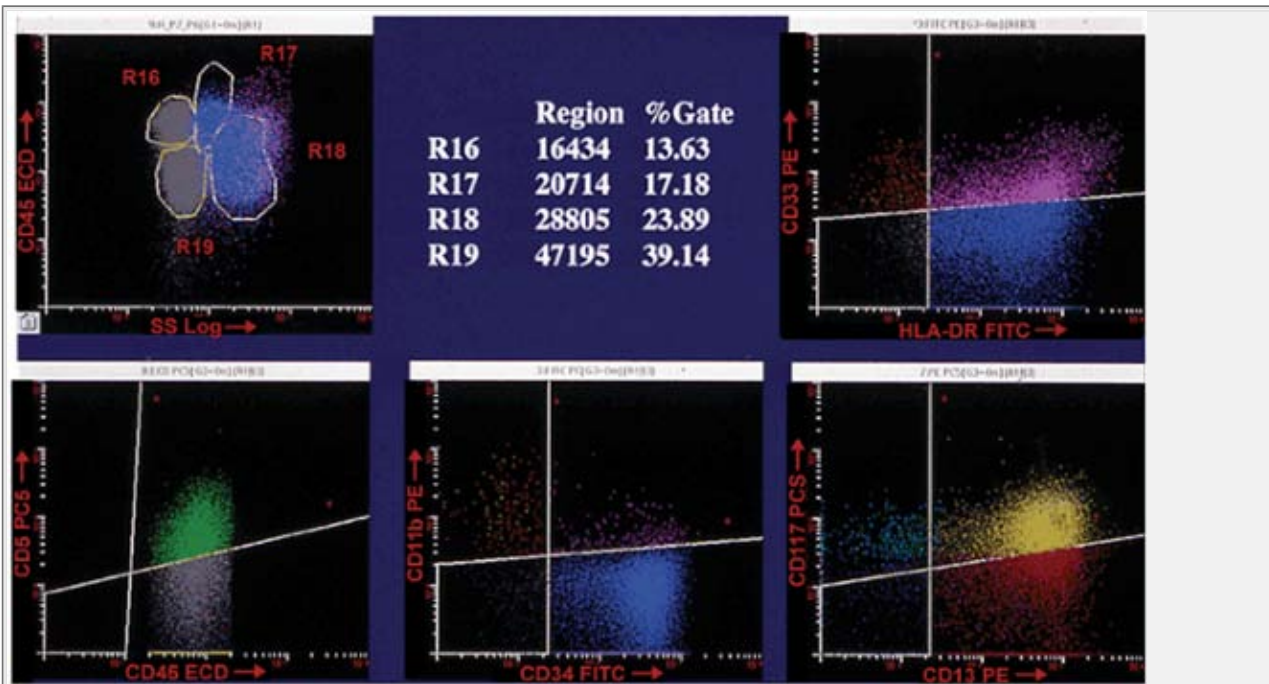 R16
R17
R18
R19
CD45 ECD
SS Log
Region %Gate
R16 16434 13.63
R17 20714 17.18
R18 28805 23.89
R19 47195 39.14
CD33 PE
HLA-DR FITC
CD5 PC5
CD45 ECD
CD11b PE
CD34 FITC
CD117 PC5
CD13 PE